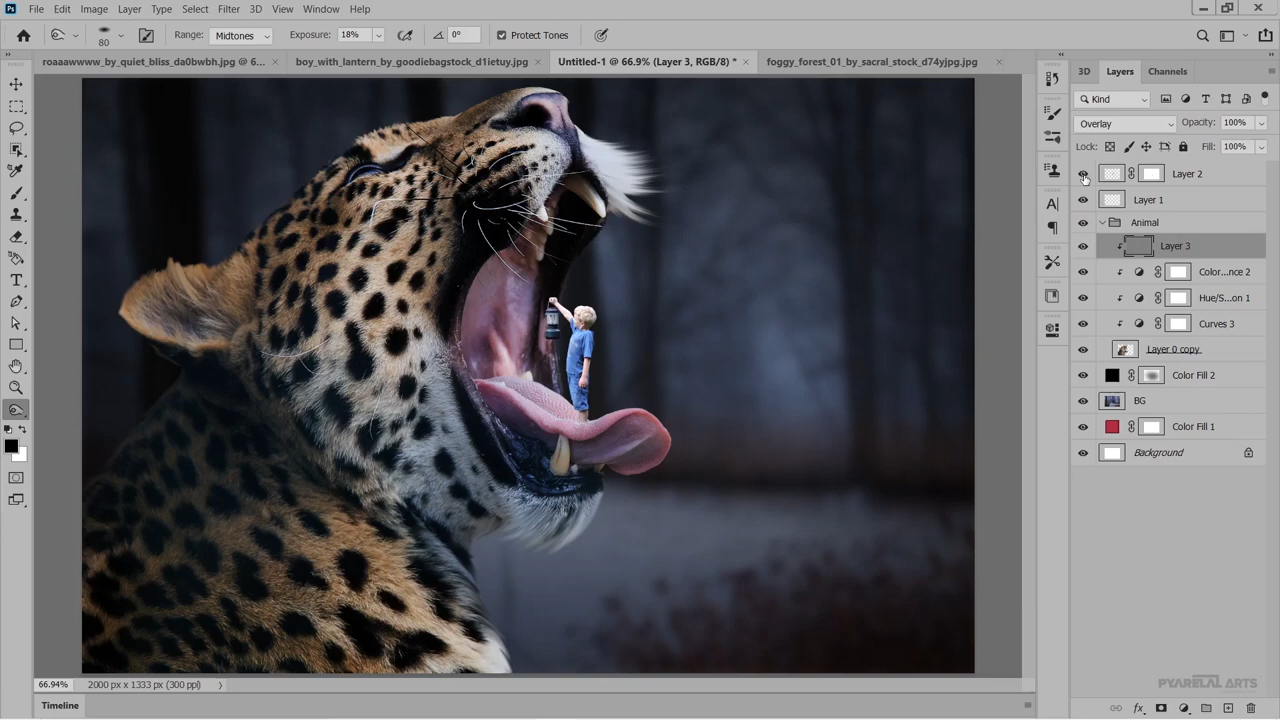 Ps File Edit Image Layer Type Select Filter 3D View Window Help
80 Range: Midtones Exposure: 18% 0° Protect Tones
roaaawwww_by_quiet_bliss_da0bwbh.jpg @ 6... × boy_with_lantern_by_goodiebagstock_d1ietuy.jpg × Untitled-1 @ 66.9% (Layer 3, RGB/8) * × foggy_forest_01_by_sacral_stock_d74yjpg.jpg ×
3D Layers Channels
Kind
Overlay Opacity: 100%
Lock: Fill: 100%
Layer 2
Layer 1
Animal
Layer 3
Color...nce 2
Hue/S...on 1
Curves 3
Layer 0 copy
Color Fill 2
BG
Color Fill 1
Background
PYARELAL ARTS
66.94% 2000 px x 1333 px (300 ppi)
Timeline
fx